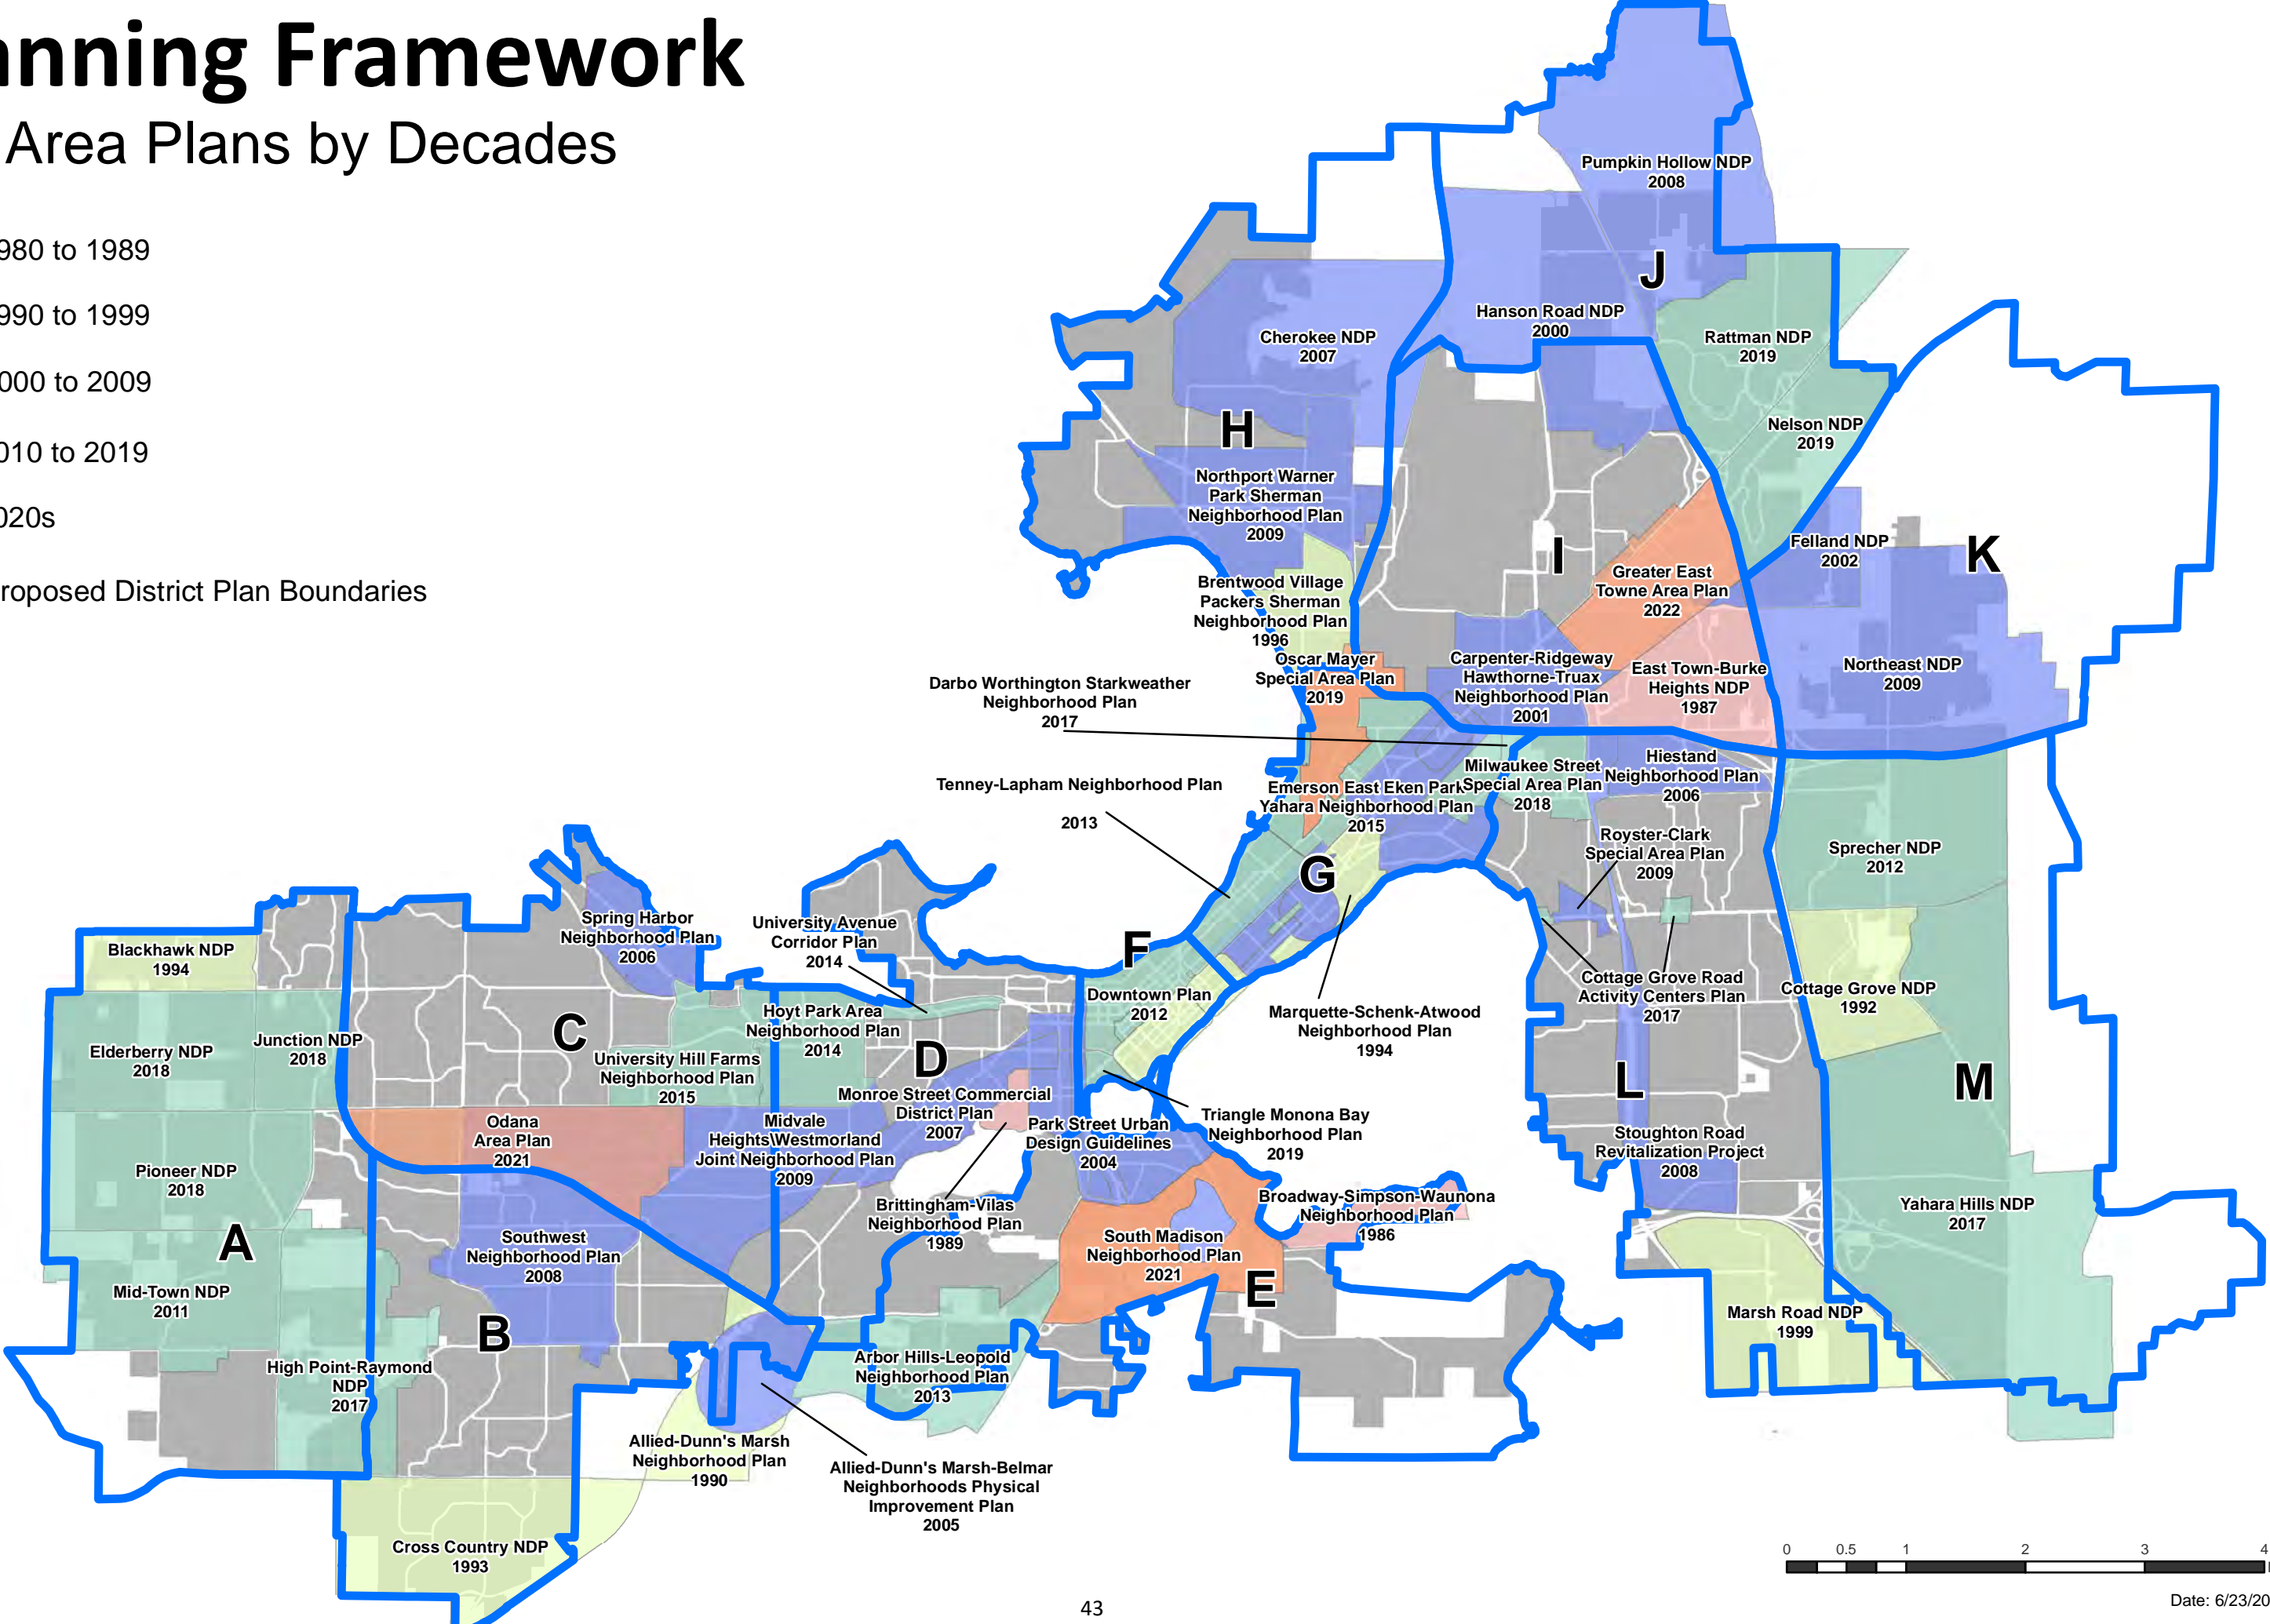 anning Framework
Area Plans by Decades
980 to 1989
990 to 1999
000 to 2009
010 to 2019
020s
roposed District Plan Boundaries
Pumpkin Hollow NDP
2008
J
Hanson Road NDP
2000
Rattman NDP
2019
Cherokee NDP
2007
Nelson NDP
2019
H
Northport Warner
Park Sherman
Neighborhood Plan
2009
I
Felland NDP
2002
K
Greater East
Towne Area Plan
2022
Brentwood Village
Packers Sherman
Neighborhood Plan
1996
Oscar Mayer
Special Area Plan
2019
Carpenter-Ridgeway
Hawthorne-Truax
Neighborhood Plan
2001
East Town-Burke
Heights NDP
1987
Northeast NDP
2009
Darbo Worthington Starkweather
Neighborhood Plan
2017
Tenney-Lapham Neighborhood Plan
2013
Emerson East Eken Park
Yahara Neighborhood Plan
2015
Milwaukee Street
Special Area Plan
2018
Hiestand
Neighborhood Plan
2006
Royster-Clark
Special Area Plan
2009
Sprecher NDP
2012
G
Spring Harbor
Neighborhood Plan
2006
University Avenue
Corridor Plan
2014
F
Blackhawk NDP
1994
Downtown Plan
2012
Marquette-Schenk-Atwood
Neighborhood Plan
1994
Cottage Grove Road
Activity Centers Plan
2017
Cottage Grove NDP
1992
Elderberry NDP
2018
Junction NDP
2018
C
Hoyt Park Area
Neighborhood Plan
2014
University Hill Farms
Neighborhood Plan
2015
D
L
M
Monroe Street Commercial
District Plan
2007
Odana
Area Plan
2021
Midvale
Heights Westmorland
Joint Neighborhood Plan
2009
Park Street Urban
Design Guidelines
2004
Triangle Monona Bay
Neighborhood Plan
2019
Stoughton Road
Revitalization Project
2008
Pioneer NDP
2018
Brittingham-Vilas
Neighborhood Plan
1989
Broadway-Simpson-Waunona
Neighborhood Plan
1986
Yahara Hills NDP
2017
A
Southwest
Neighborhood Plan
2008
South Madison
Neighborhood Plan
2021
E
Mid-Town NDP
2011
B
Marsh Road NDP
1999
High Point-Raymond
NDP
2017
Arbor Hills-Leopold
Neighborhood Plan
2013
Allied-Dunn's Marsh
Neighborhood Plan
1990
Allied-Dunn's Marsh-Belmar
Neighborhoods Physical
Improvement Plan
2005
Cross Country NDP
1993
0 0.5 1 2 3 4
43
Date: 6/23/20